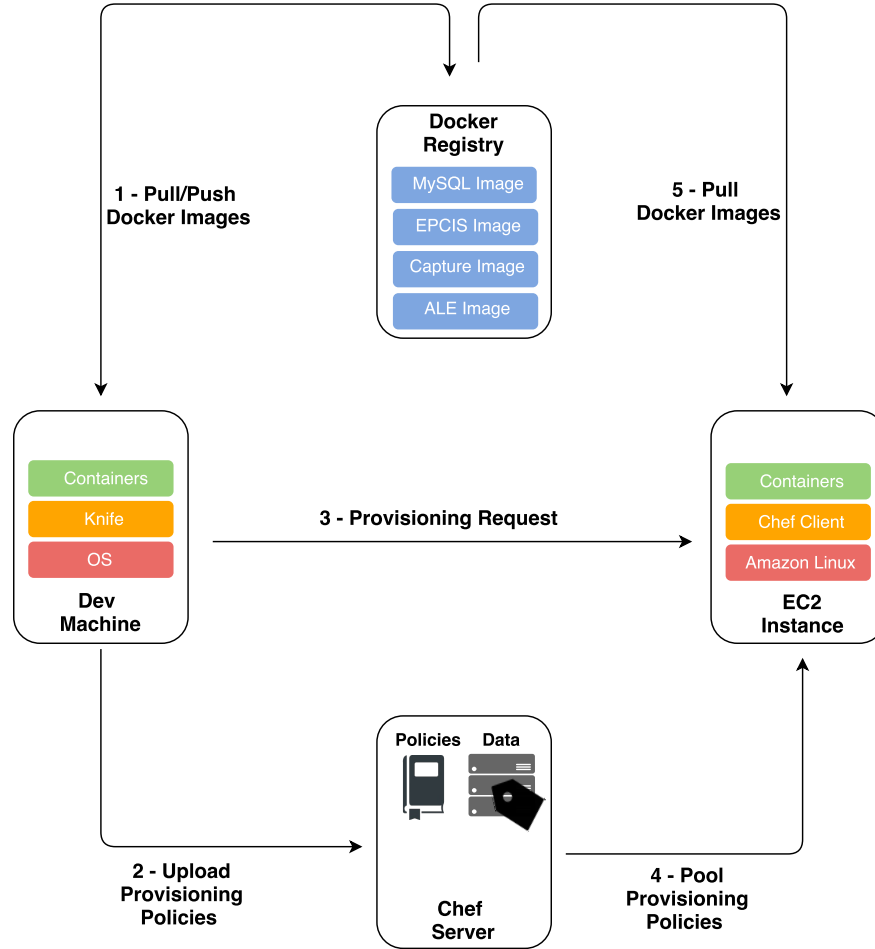 Docker
Registry
MySQL Image
EPCIS Image
Capture Image
ALE Image
1 - Pull/Push
Docker Images
5 - Pull
Docker Images
Containers
Knife
OS
Dev
Machine
3 - Provisioning Request
Containers
Chef Client
Amazon Linux
EC2
Instance
Policies
Data
Chef
Server
2 - Upload
Provisioning
Policies
4 - Pool
Provisioning
Policies